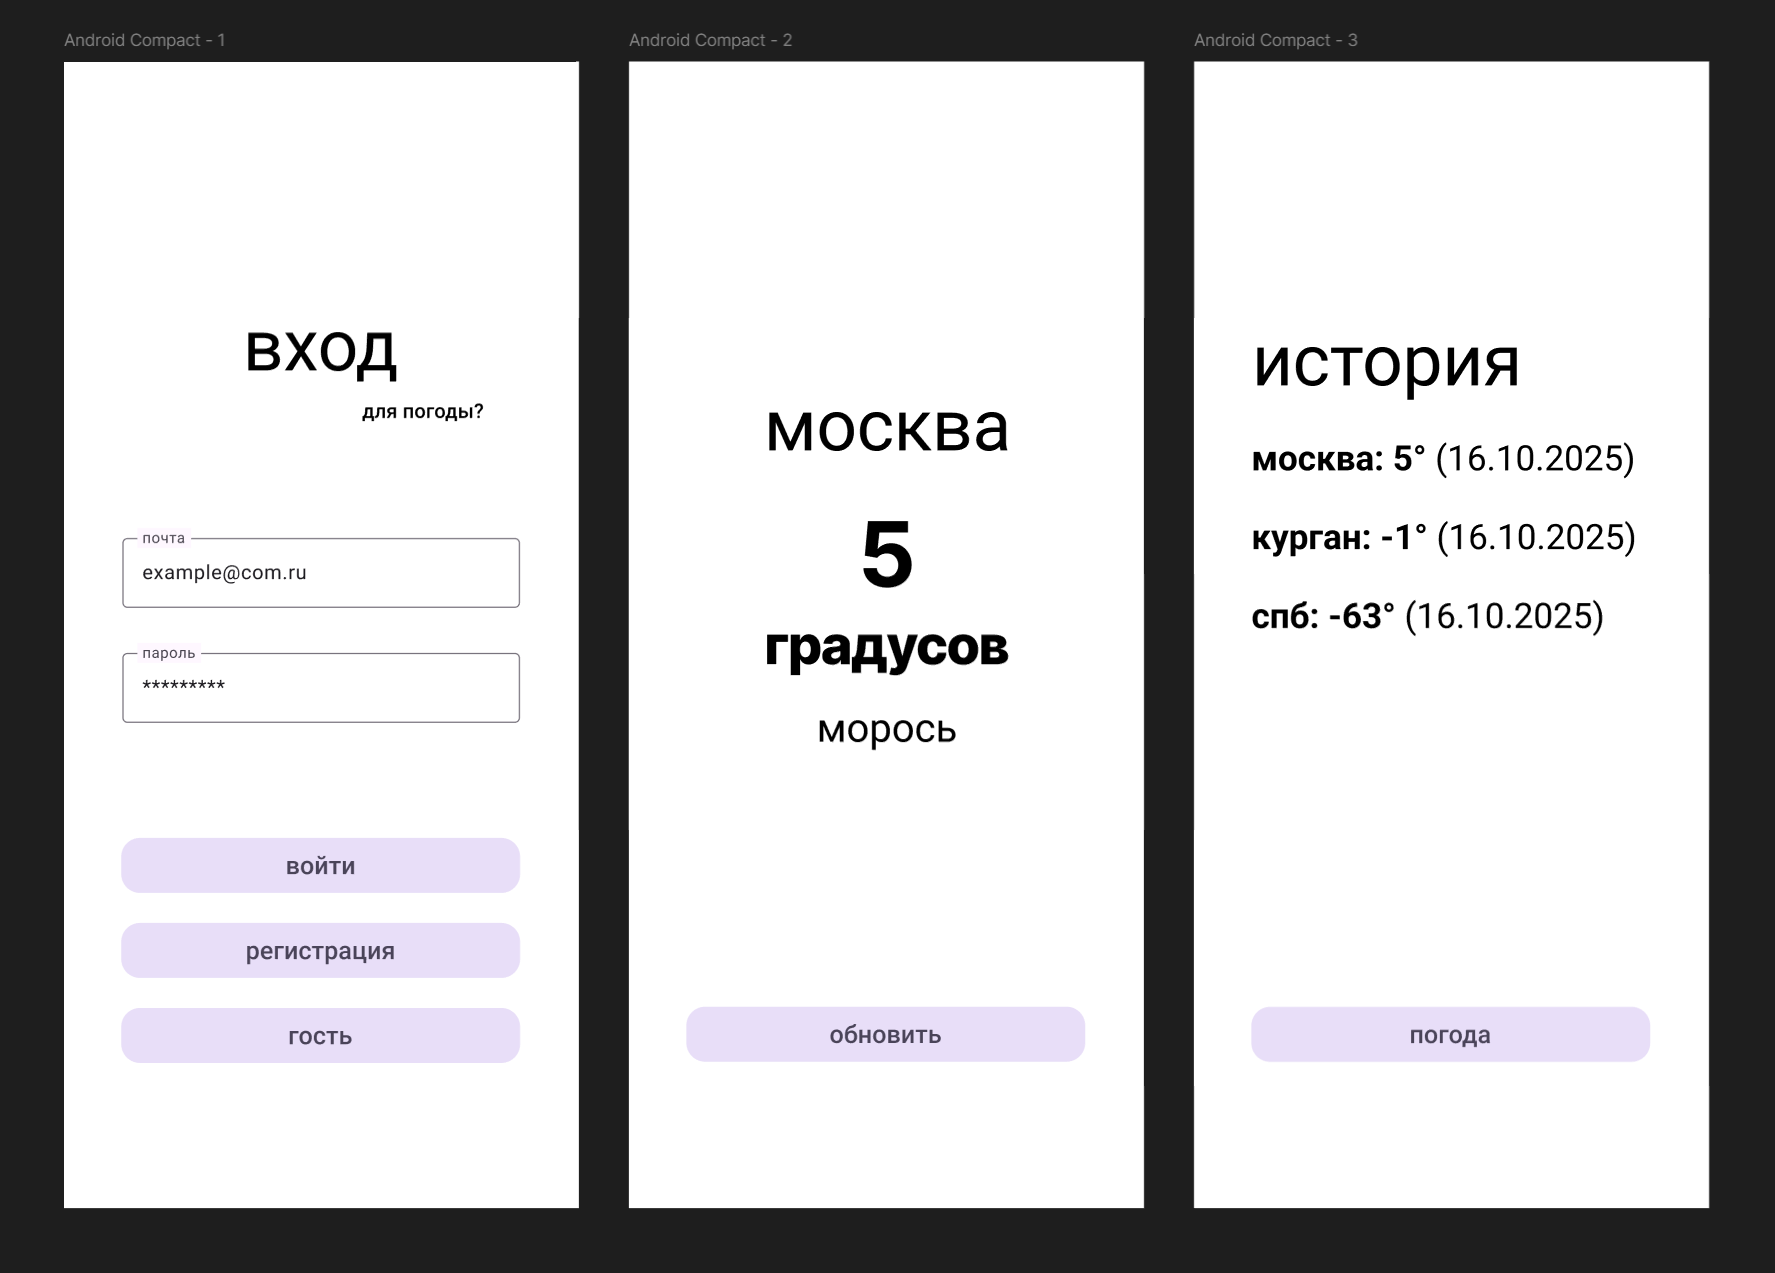 Android Compact - 1
вход
для погоды?
почта
example@com.ru
пароль
*********
войти
регистрация
гость
Android Compact - 2
москва
5
градусов
морось
обновить
Android Compact - 3
история
москва: 5° (16.10.2025)
курган: -1° (16.10.2025)
спб: -63° (16.10.2025)
погода